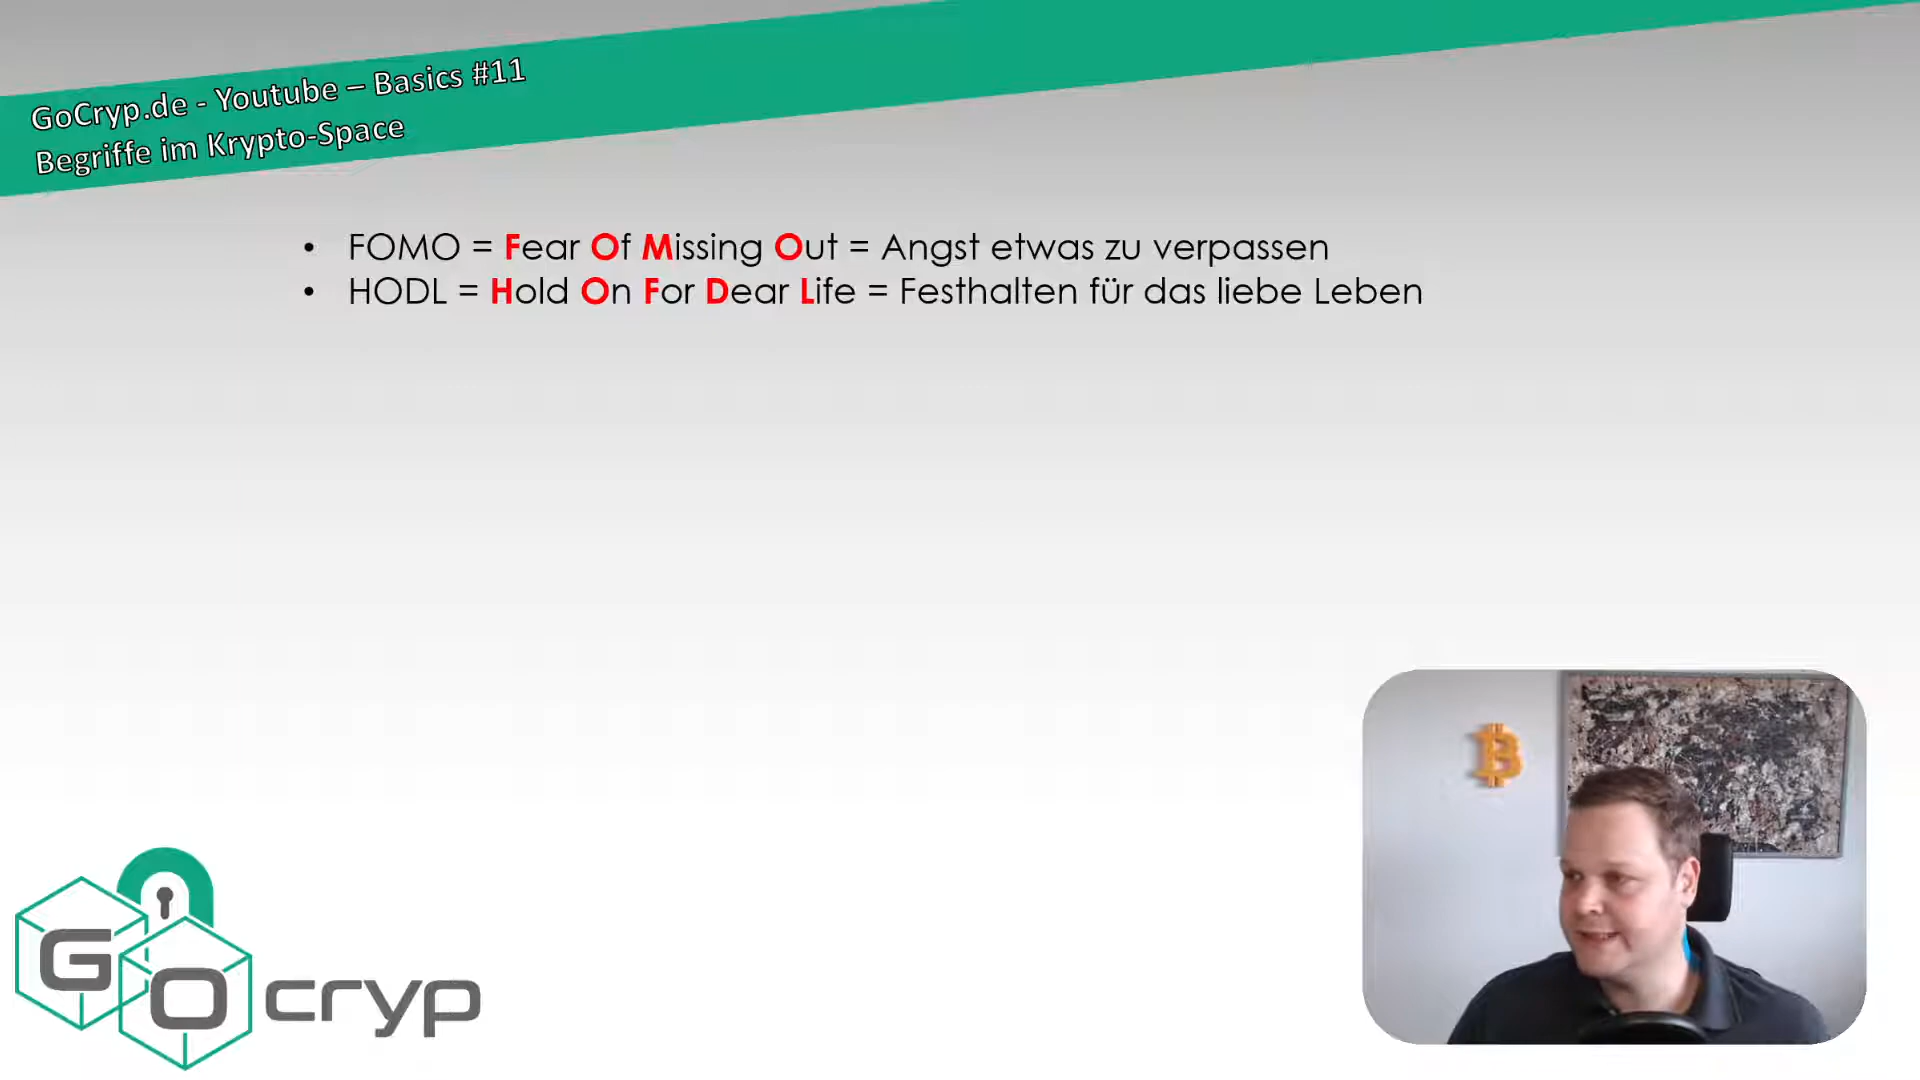 GoCryp.de - Youtube – Basics #11
Begriffe im Krypto-Space
• FOMO = Fear Of Missing Out = Angst etwas zu verpassen
• HODL = Hold On For Dear Life = Festhalten für das liebe Leben
GO cryp